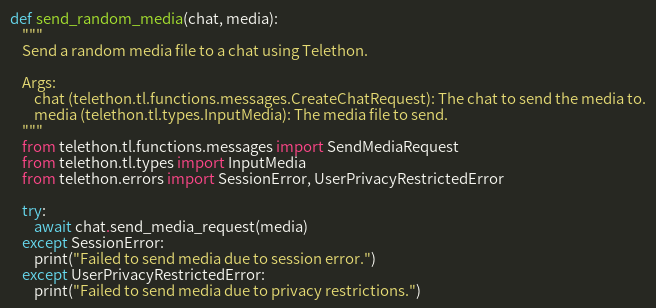 def send_random_media(chat, media):
    """
    Send a random media file to a chat using Telethon.

    Args:
        chat (telethon.tl.functions.messages.CreateChatRequest): The chat to send the media to.
        media (telethon.tl.types.InputMedia): The media file to send.
    """
    from telethon.tl.functions.messages import SendMediaRequest
    from telethon.tl.types import InputMedia
    from telethon.errors import SessionError, UserPrivacyRestrictedError

    try:
        await chat.send_media_request(media)
    except SessionError:
        print("Failed to send media due to session error.")
    except UserPrivacyRestrictedError:
        print("Failed to send media due to privacy restrictions.")